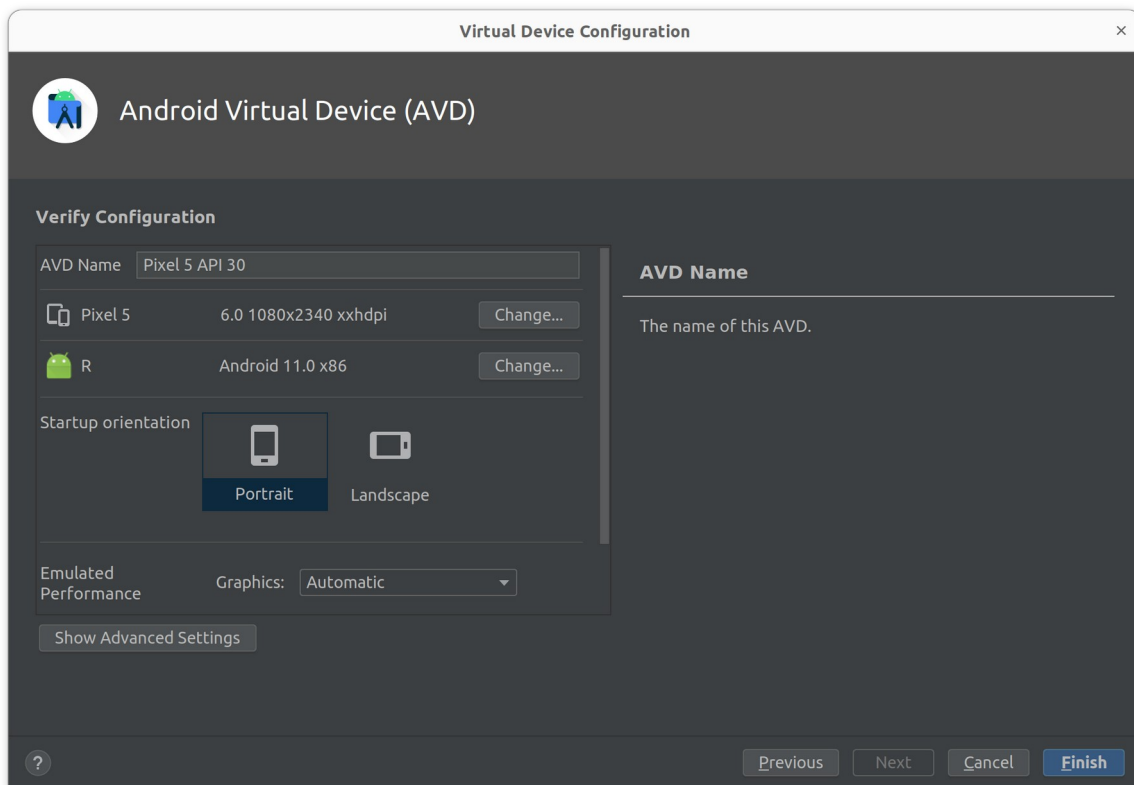 Virtual Device Configuration
Android Virtual Device (AVD)
Verify Configuration
AVD Name Pixel 5 API 30
Pixel 5 6.0 1080x2340 xxhdpi Change...
R Android 11.0 x86 Change...
Startup orientation
Portrait Landscape
Emulated
Performance
Graphics: Automatic
Show Advanced Settings
AVD Name
The name of this AVD.
? Previous Next Cancel Finish